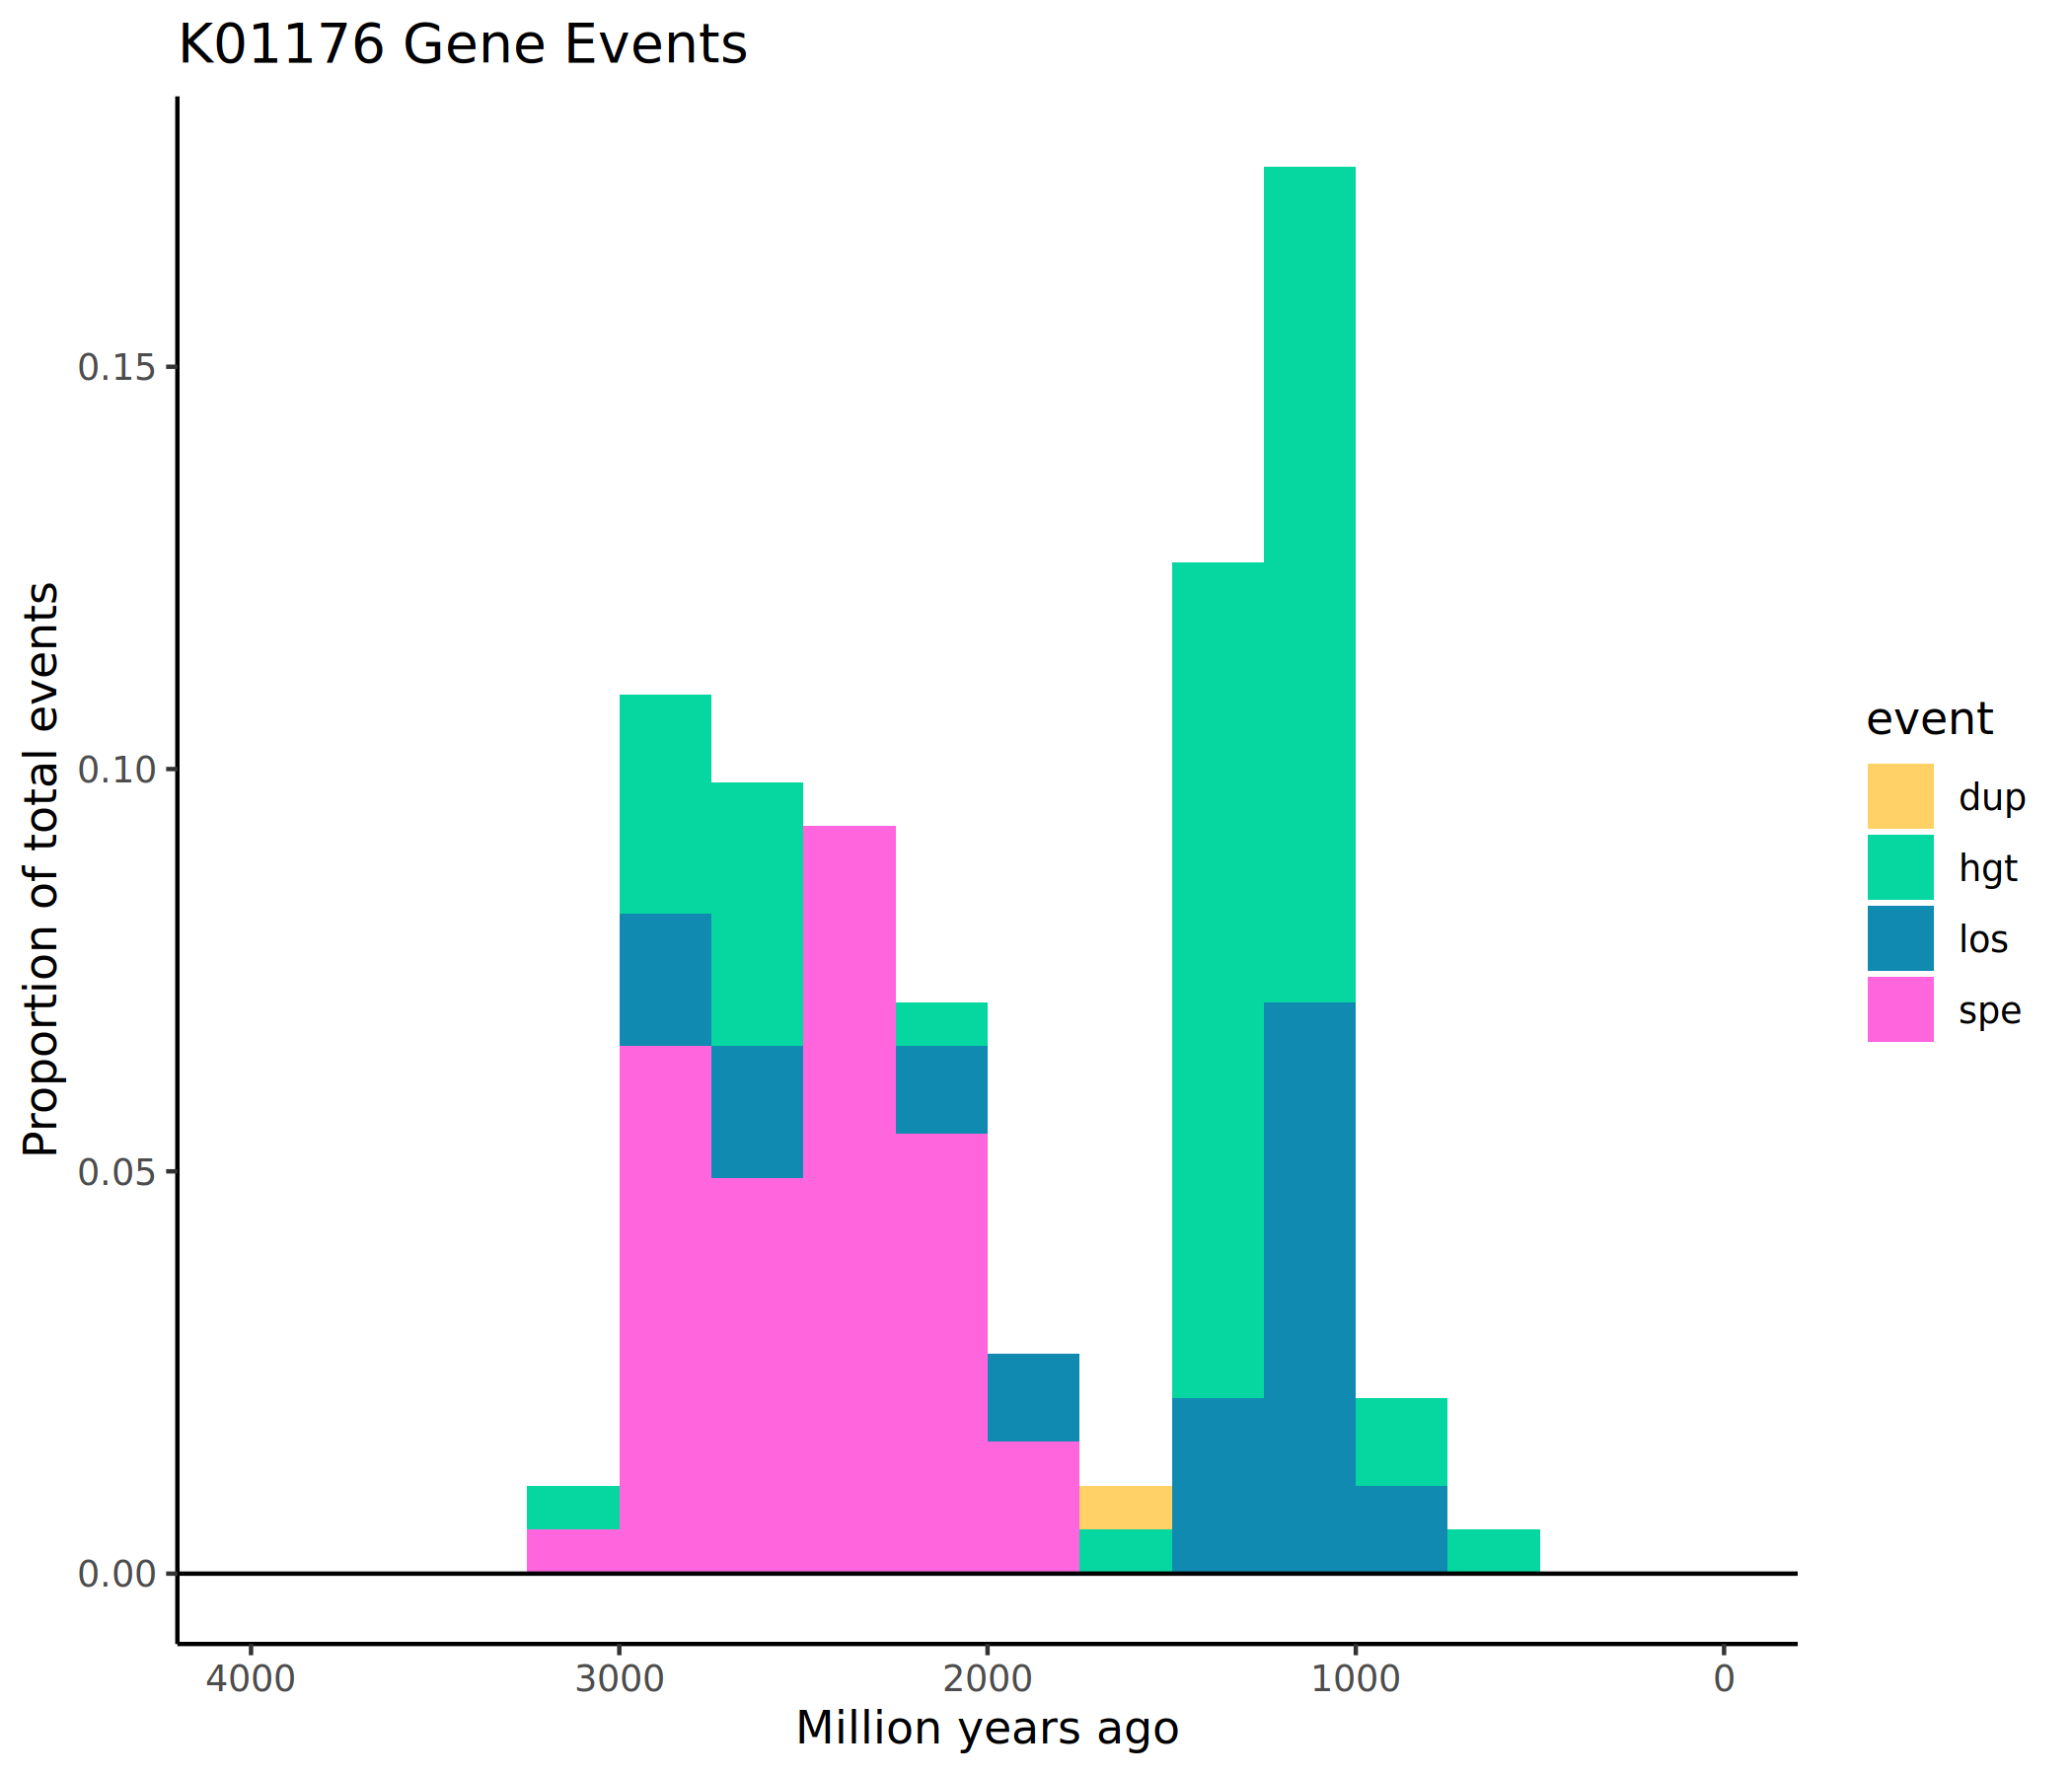 K01176 Gene Events
Proportion of total events
0.15
0.10
0.05
0.00
4000 3000 2000 1000 0
Million years ago
event
dup
hgt
los
spe